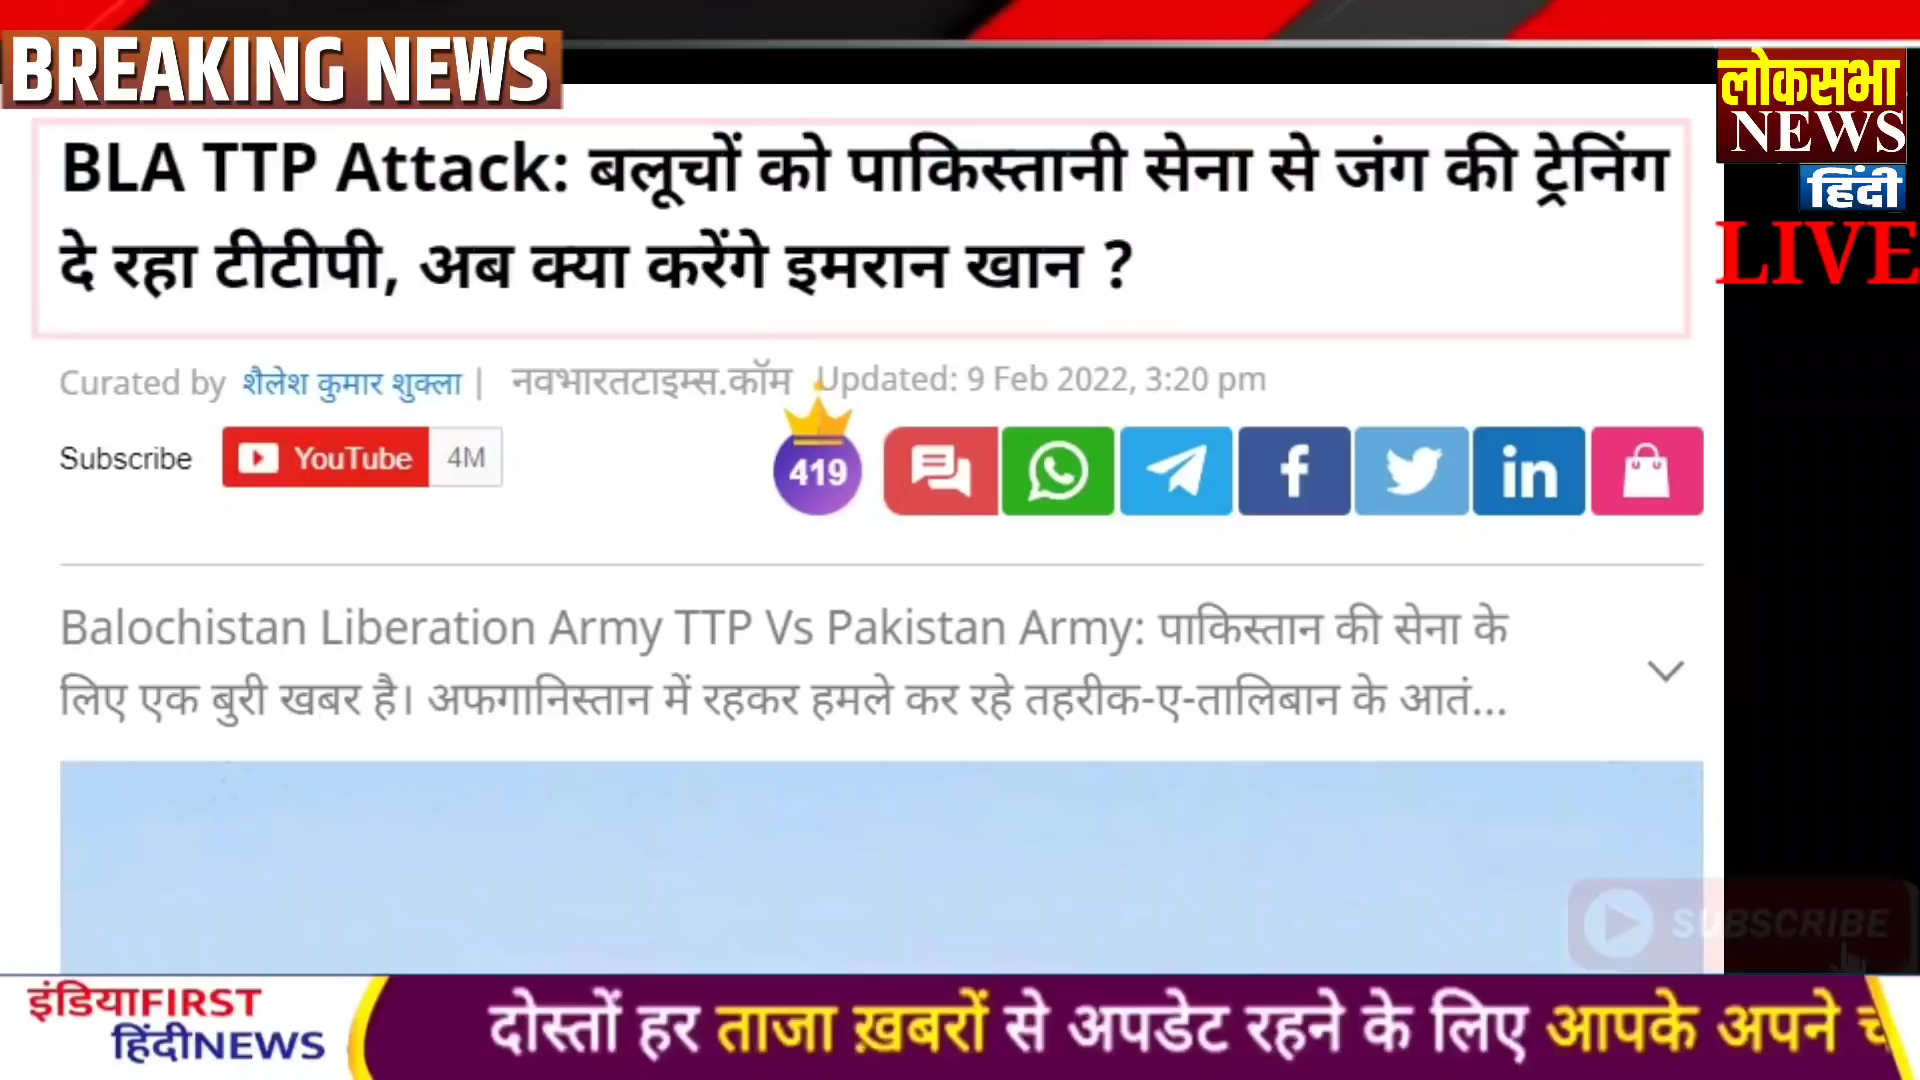 BREAKING NEWS
लोकसभा
NEWS
हिंदी
LIVE
BLA TTP Attack: बलूचों को पाकिस्तानी सेना से जंग की ट्रेनिंग
दे रहा टीटीपी, अब क्या करेंगे इमरान खान ?
Curated by शैलेश कुमार शुक्ला | नवभारतटाइम्स.कॉम Updated: 9 Feb 2022, 3:20 pm
Subscribe YouTube 4M 419
Balochistan Liberation Army TTP Vs Pakistan Army: पाकिस्तान की सेना के
लिए एक बुरी खबर है। अफगानिस्तान में रहकर हमले कर रहे तहरीक-ए-तालिबान के आतं...
SUBSCRIBE
इंडियाFIRST
हिंदीNEWS
दोस्तों हर ताजा ख़बरों से अपडेट रहने के लिए आपके अपने